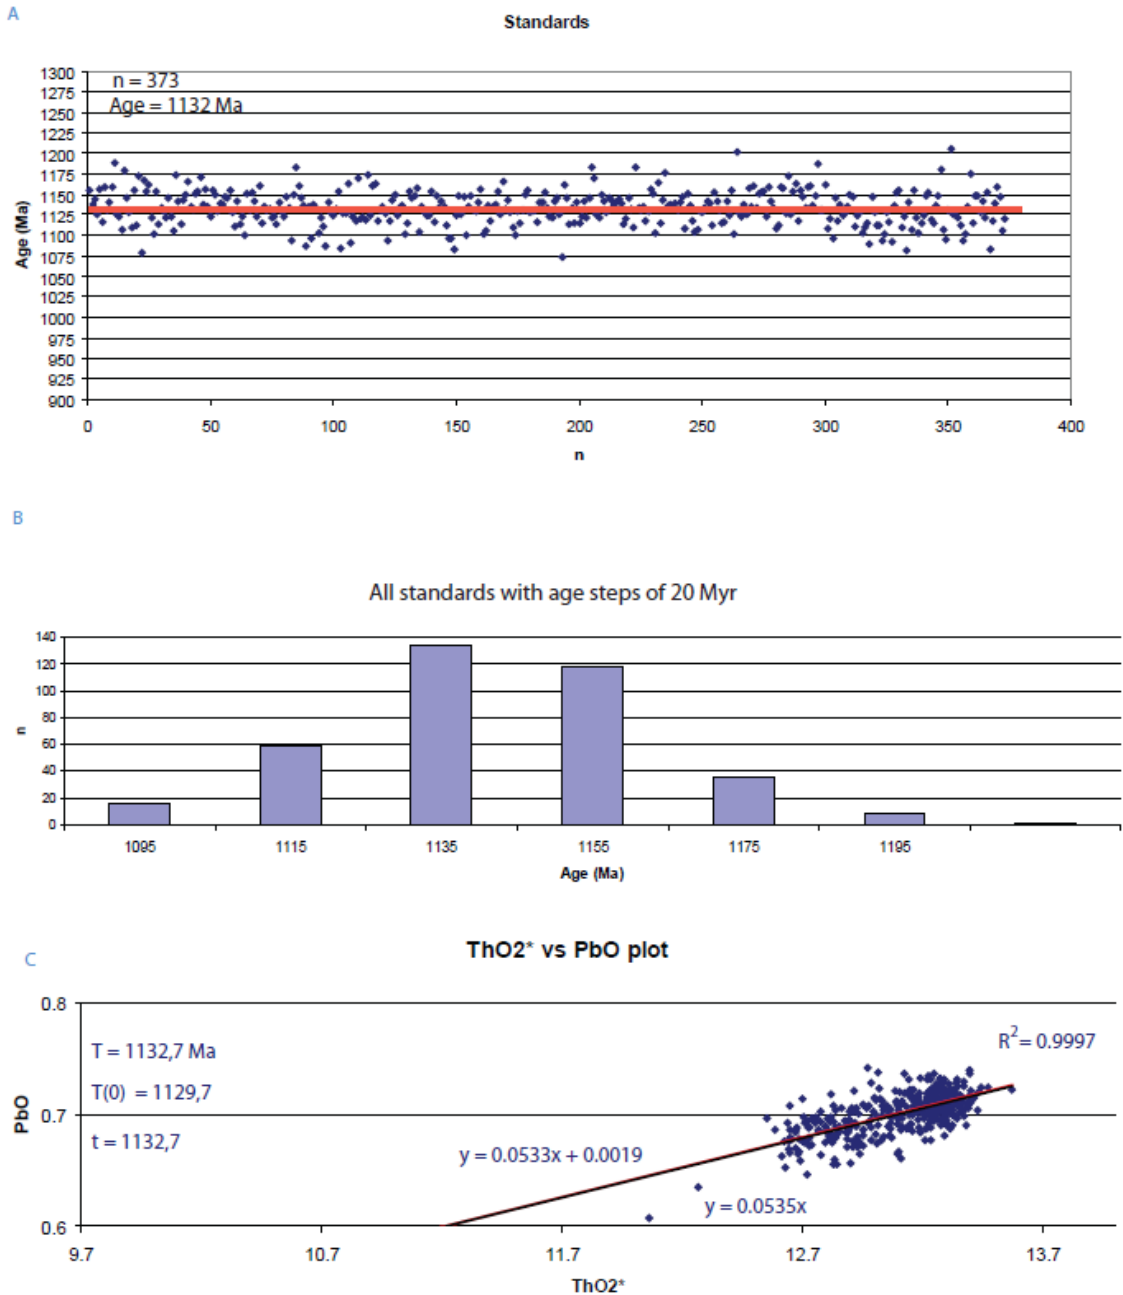 A
Standards
1300
1275
1250
1225
1200
1175
1150
1125
1100
1075
1050
1025
1000
975
950
925
900
Age (Ma)
n = 373
Age = 1132 Ma
0 50 100 150 200 250 300 350 400
n
B
All standards with age steps of 20 Myr
140
120
100
80
60
40
20
0
n
1095 1115 1135 1155 1175 1195
Age (Ma)
C
ThO2* vs PbO plot
0.8
0.7
0.6
PbO
T = 1132,7 Ma
T(0) = 1129,7
t = 1132,7
R²= 0.9997
y = 0.0533x + 0.0019
y = 0.0535x
9.7 10.7 11.7 12.7 13.7
ThO2*